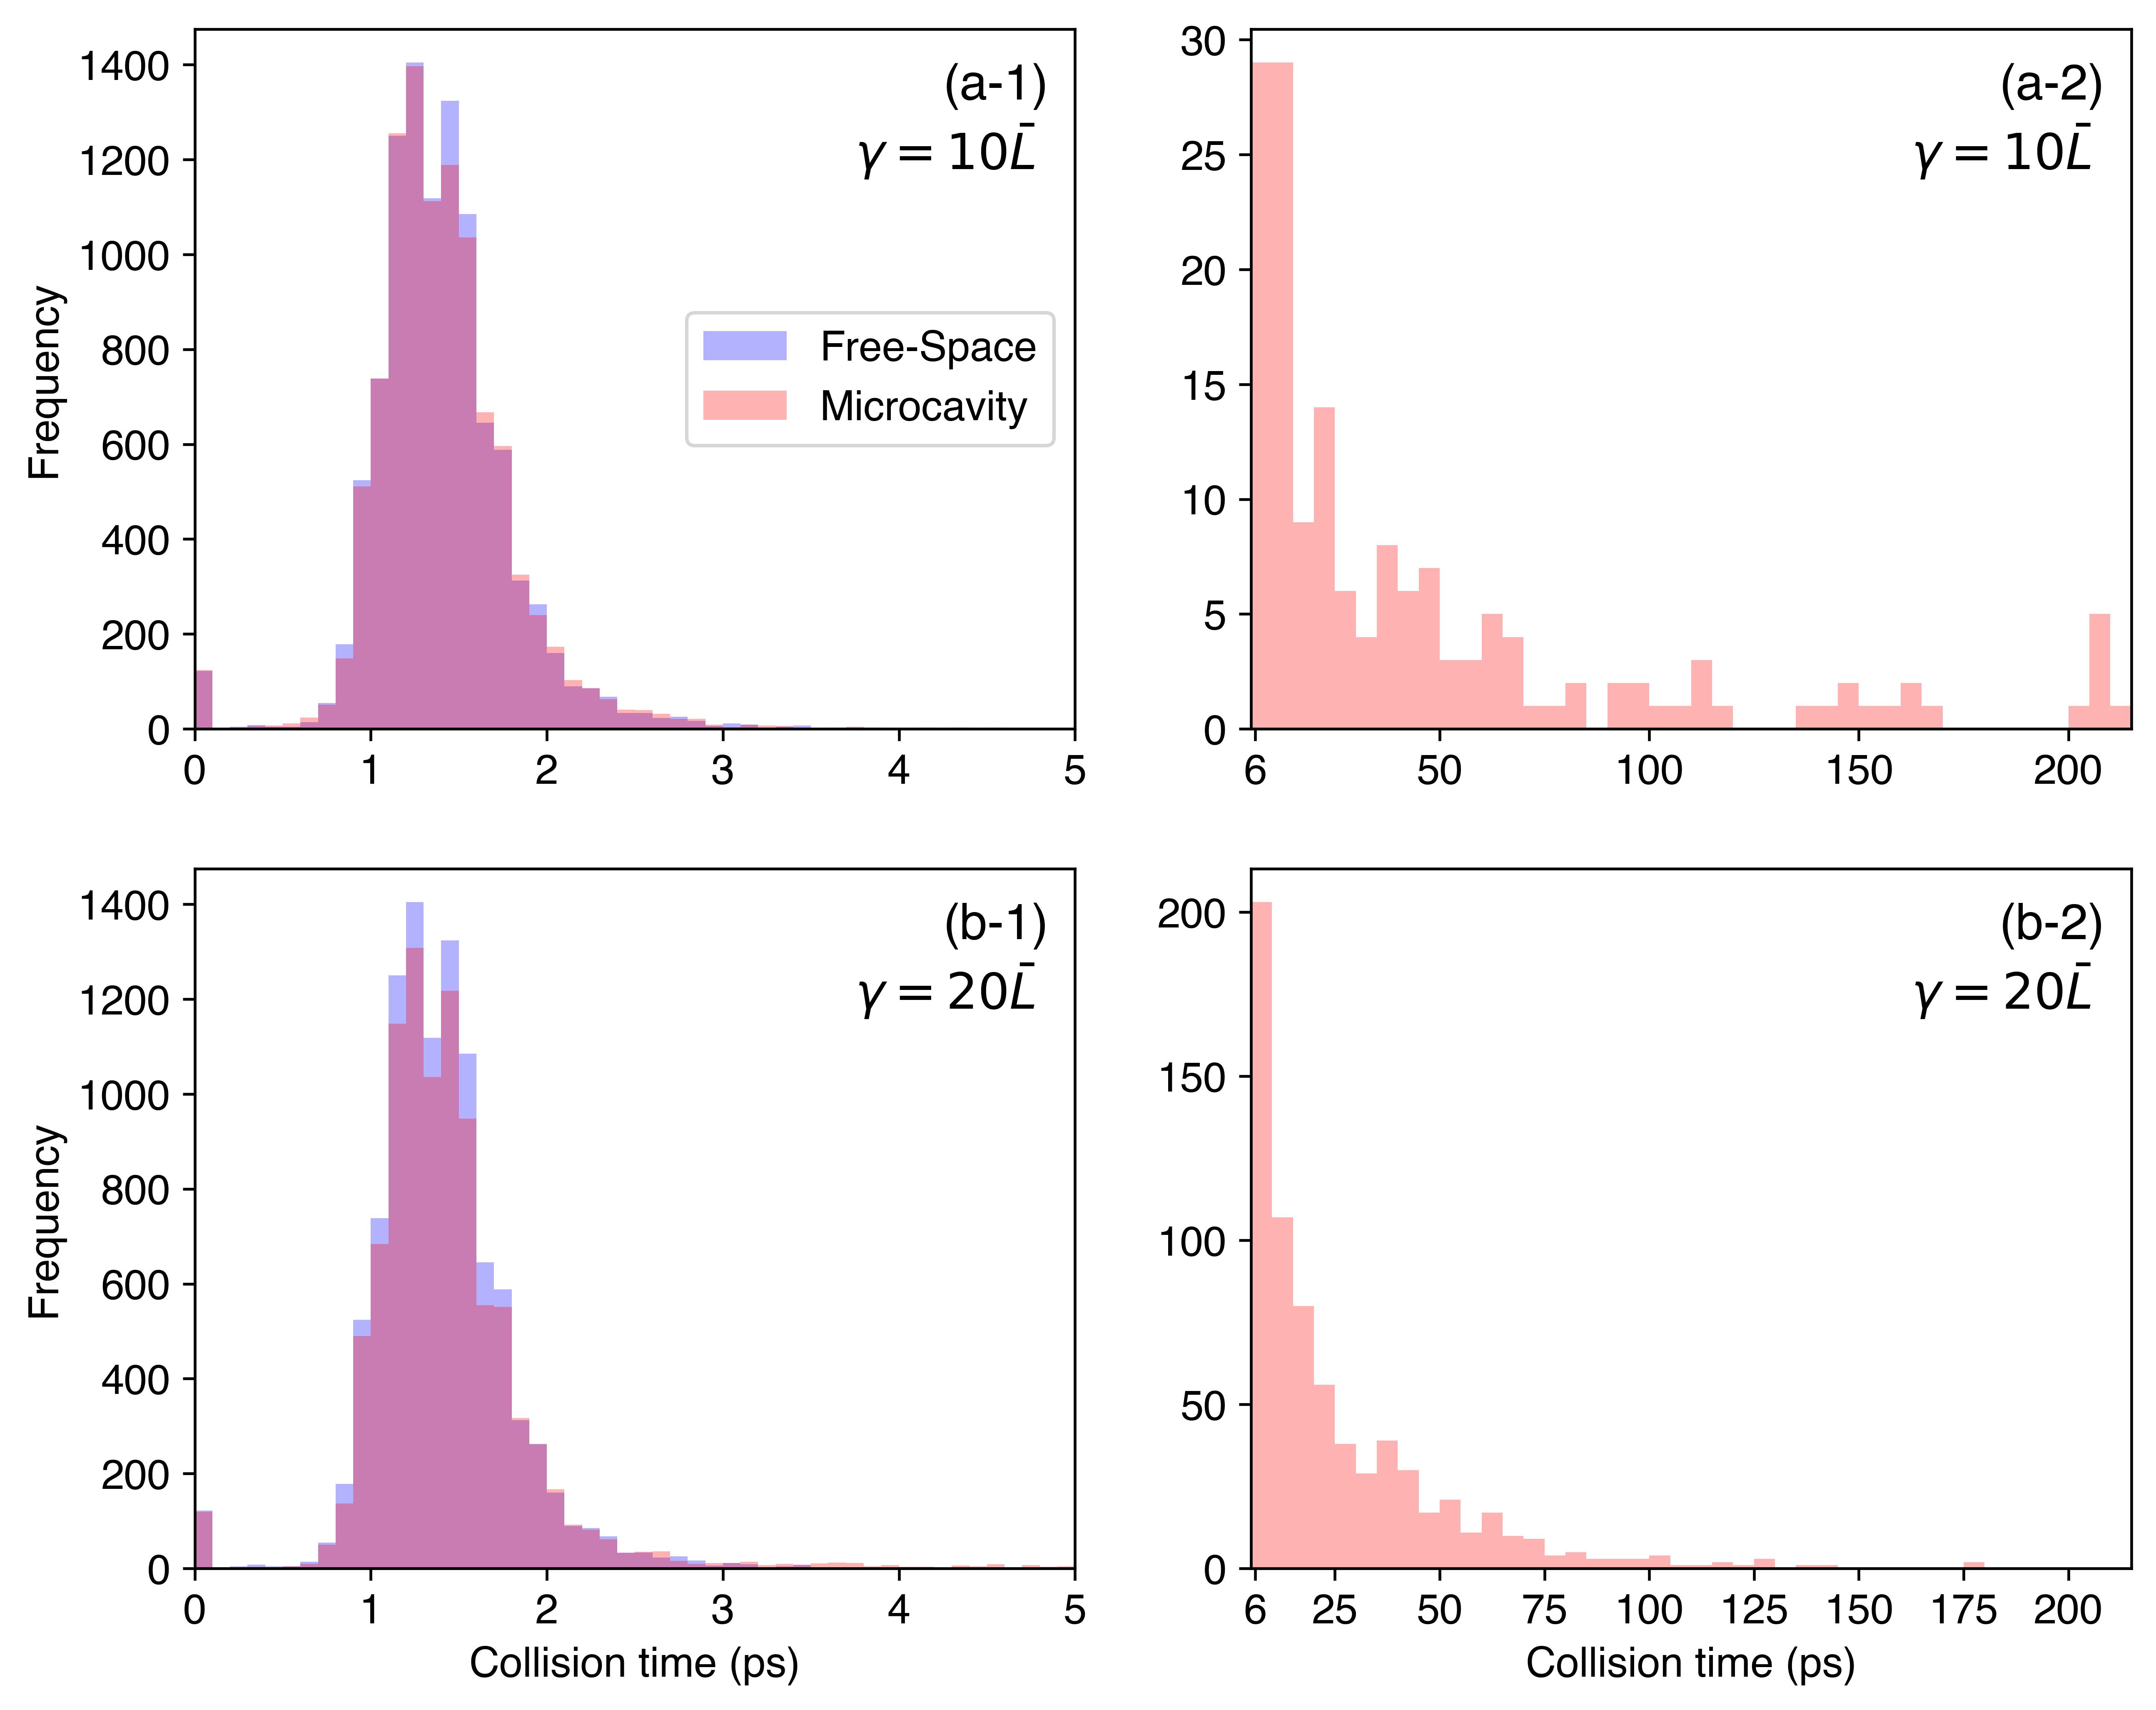 (a-1)
γ = 10L̄
Free-Space
Microcavity
Frequency
0
200
400
600
800
1000
1200
1400
0 1 2 3 4 5
(a-2)
γ = 10L̄
0
5
10
15
20
25
30
6 50 100 150 200
(b-1)
γ = 20L̄
Frequency
0
200
400
600
800
1000
1200
1400
0 1 2 3 4 5
Collision time (ps)
(b-2)
γ = 20L̄
0
50
100
150
200
6 25 50 75 100 125 150 175 200
Collision time (ps)